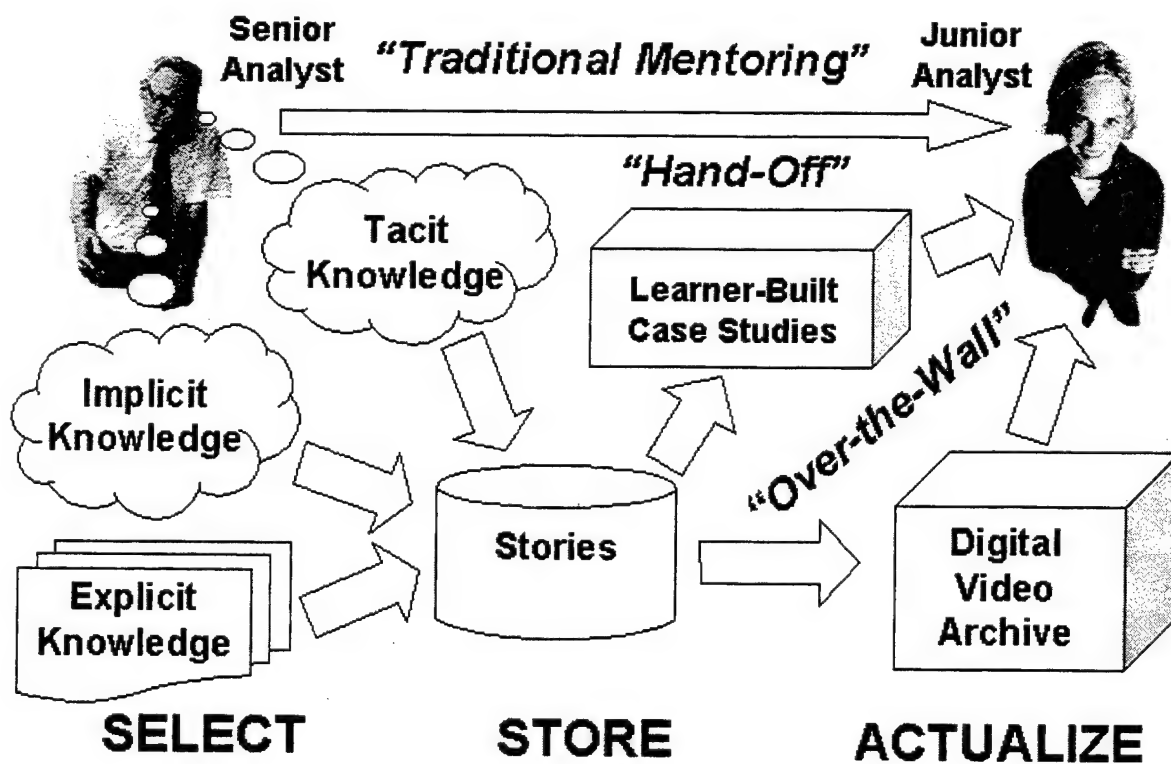 Senior
Analyst
“Traditional Mentoring”
Junior
Analyst
“Hand-Off”
Tacit
Knowledge
Learner-Built
Case Studies
Implicit
Knowledge
“Over-the-Wall”
Stories
Explicit
Knowledge
Digital
Video
Archive
SELECT
STORE
ACTUALIZE